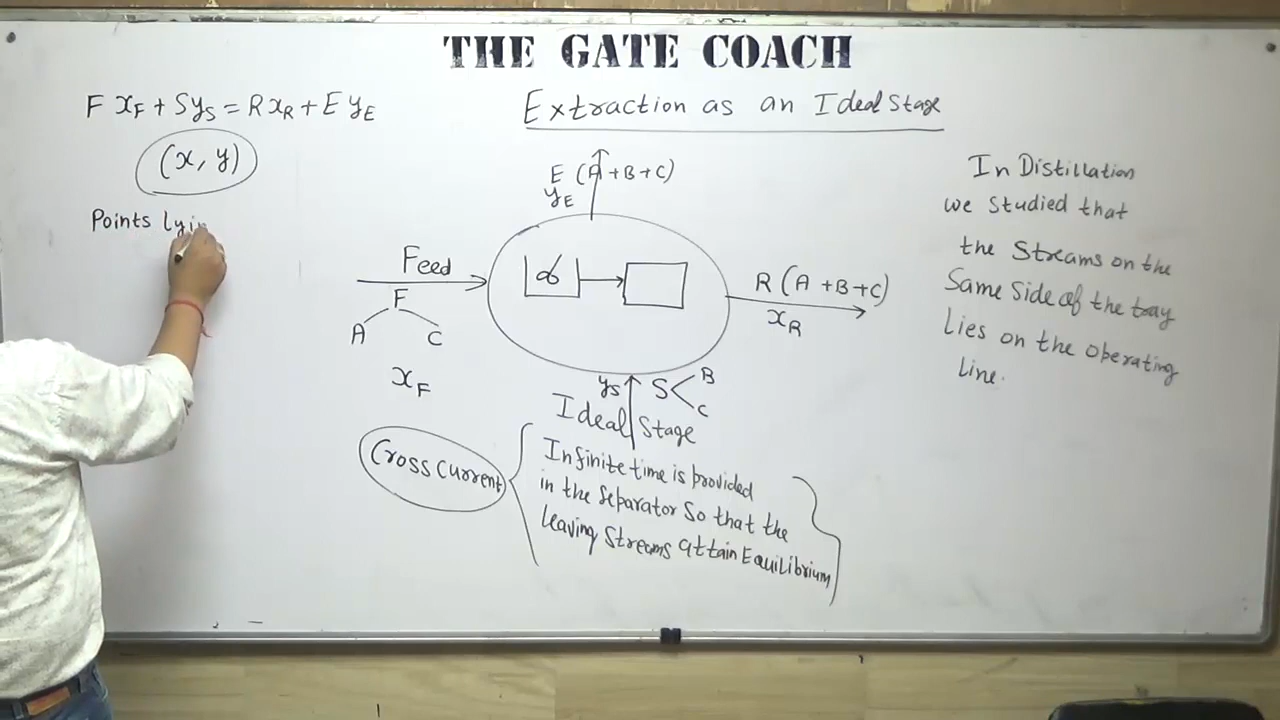 THE GATE COACH
F xF + SyS = R xR + E yE
(x, y)
Points lyin
Extraction as an Ideal Stage
E (A + B + C)
yE
Feed
F
A C
xF
R (A + B + C)
xR
yS S B
C
Ideal Stage
Cross Current
Infinite time is provided
in the Separator So that the
leaving Streams attain Equilibrium
In Distillation
we studied that
the Streams on the
Same Side of the tray
Lies on the Operating
line.